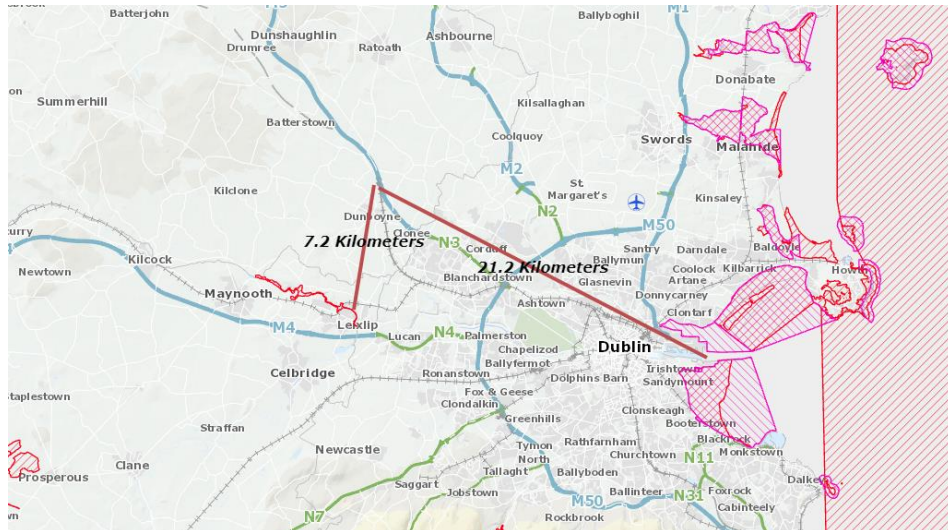 Batterjohn
M3
Ballyboghil
M1
Dunshaughlin
Drumree
Ratoath
Ashbourne
Donabate
Summerhill
Kilsallaghan
Batterstown
Coolquoy
Swords
Malahide
M2
St.
Margaret's
Kilclone
Kinsaley
Dunboyne
N2
Clonee
M50
7.2 Kilometers
N3
Corduff
Santry
Darndale
Baldoyle
Kilcock
21.2 Kilometers
Ballymun
Coolock
Kilbarrick
Howth
Newtown
Blanchardstown
Glasnevin
Artane
Maynooth
Ashtown
Donnycarney
Clontarf
M4
Leixlip
Lucan
N4
Palmerston
Dublin
Chapelizod
Ballyfermot
Irishtown
Celbridge
Ronanstown
Dolphins Barn
Sandymount
Fox & Geese
Clondalkin
Clonskeagh
Straffan
Greenhills
Booterstown
Newcastle
Tymon
North
Rathfarnham
Blackrock
Churchtown
Monkstown
Clane
N11
Prosperous
Saggart
Tallaght
Ballyboden
Dalkey
Jobstown
Ballinteer
Foxrock
N31
M50
Cabinteely
N7
Rockbrook